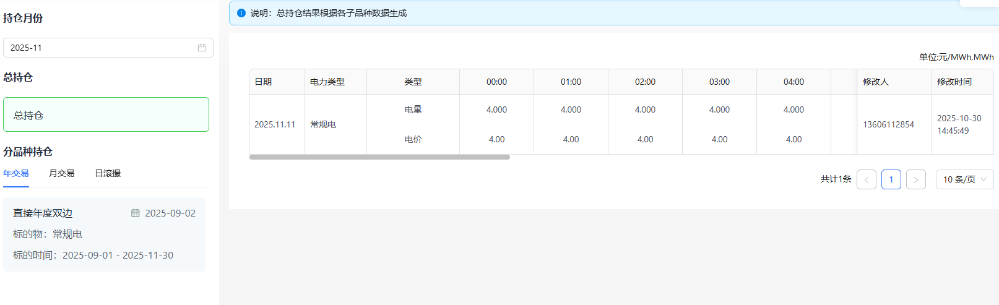 持仓月份
2025-11
总持仓
总持仓
分品种持仓
年交易 月交易 日滚撮
直接年度双边 2025-09-02
标的物：常规电
标的时间：2025-09-01 - 2025-11-30
说明：总持仓结果根据各子品种数据生成
单位:元/MWh,MWh
日期 电力类型 类型 00:00 01:00 02:00 03:00 04:00 修改人 修改时间
电量 4.000 4.000 4.000 4.000 4.000
2025.11.11 常规电 13606112854 2025-10-30
14:45:49
电价 4.00 4.00 4.00 4.00 4.00
共计1条 < 1 > 10 条/页